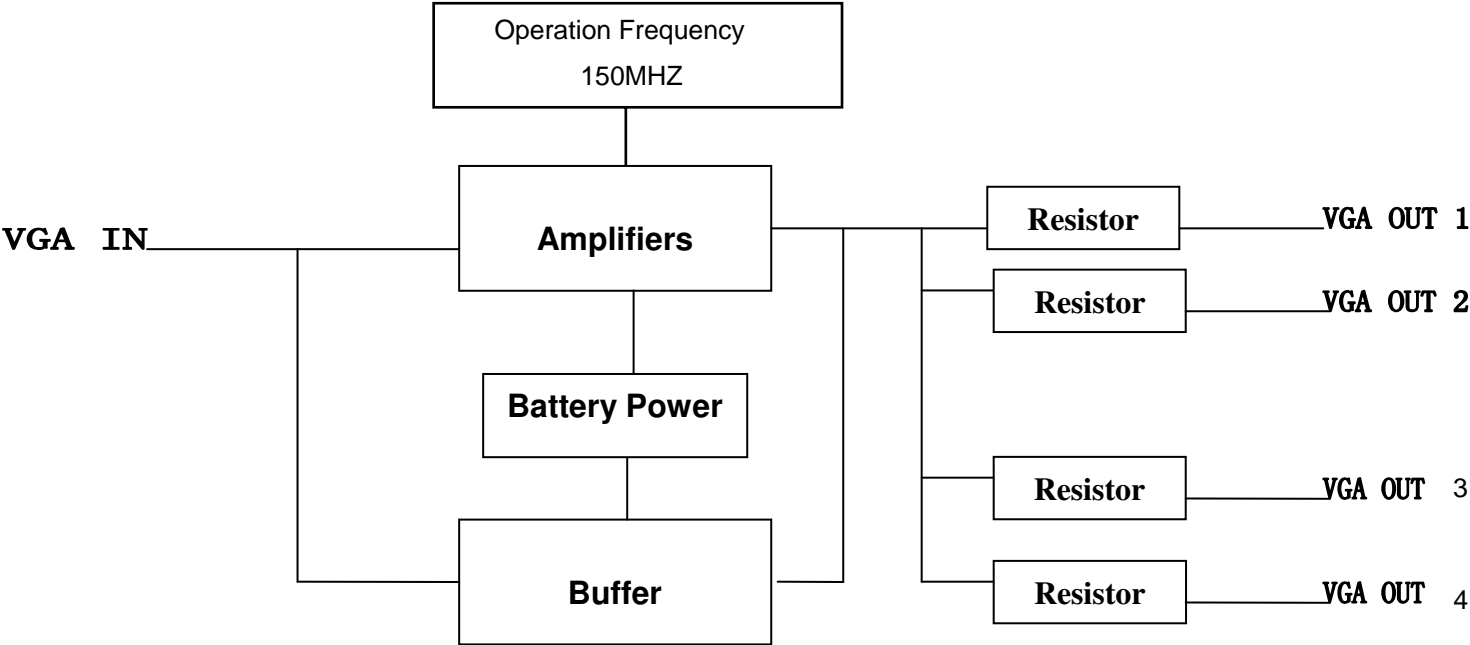 Operation Frequency
150MHZ
VGA IN
Amplifiers
Resistor
VGA OUT 1
Resistor
VGA OUT 2
Battery Power
Resistor
VGA OUT 3
Buffer
Resistor
VGA OUT 4